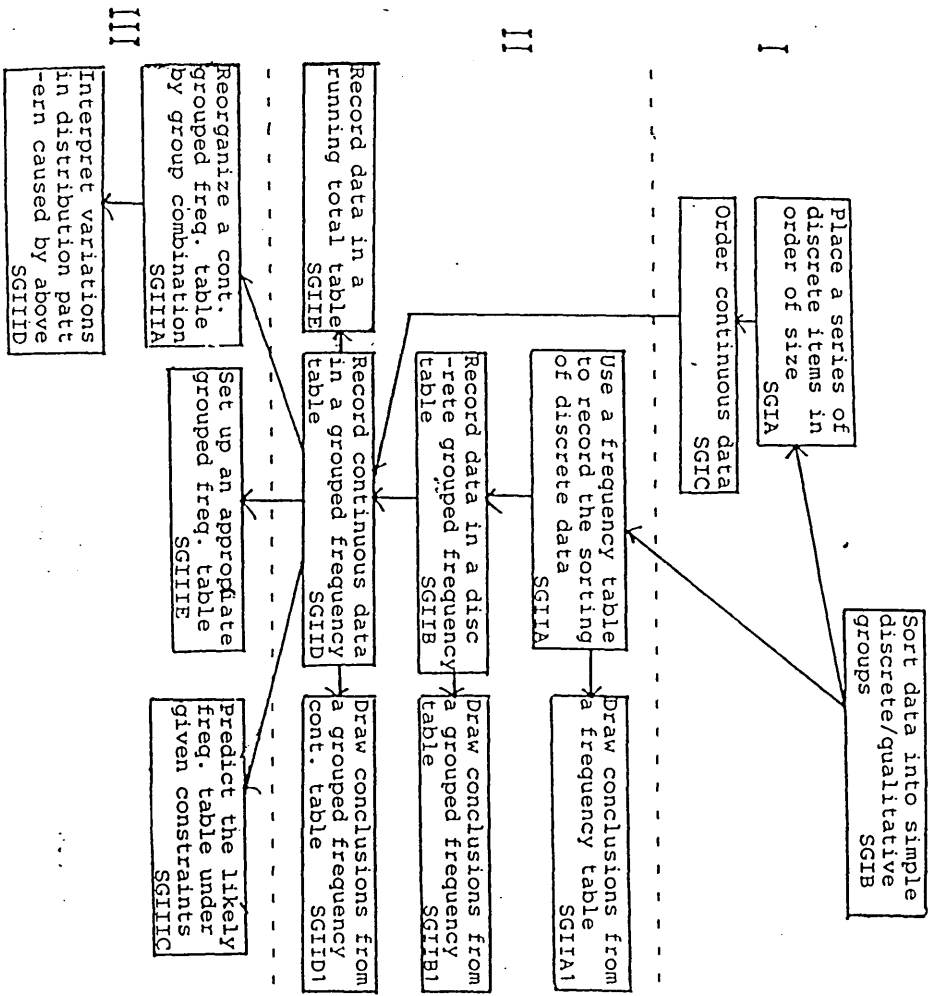 I
Sort data into simple
discrete/qualitative
groups
SGIB
Place a series of
discrete items in
order of size
SGIA
Order continuous data
SGIC
II
Use a frequency table
to record the sorting
of discrete data
SGIIA
Draw conclusions from
a frequency table
SGIIA1
Record data in a disc
-rete grouped frequency
table
SGIIB
Draw conclusions from
a grouped frequency
table
SGIIB1
Record data in a
running total table
SGIIE
Record continuous data
in a grouped frequency
table
SGIID
Draw conclusions from
a grouped frequency
cont. table
SGIID1
III
Reorganize a cont.
grouped freq. table
by group combination
SGIIIA
Set up an appropiate
grouped freq. table
SGIIIE
Predict the likely
freq. table under
given constraints
SGIIIC
Interpret variations
in distribution patt
-ern caused by above
SGIIID